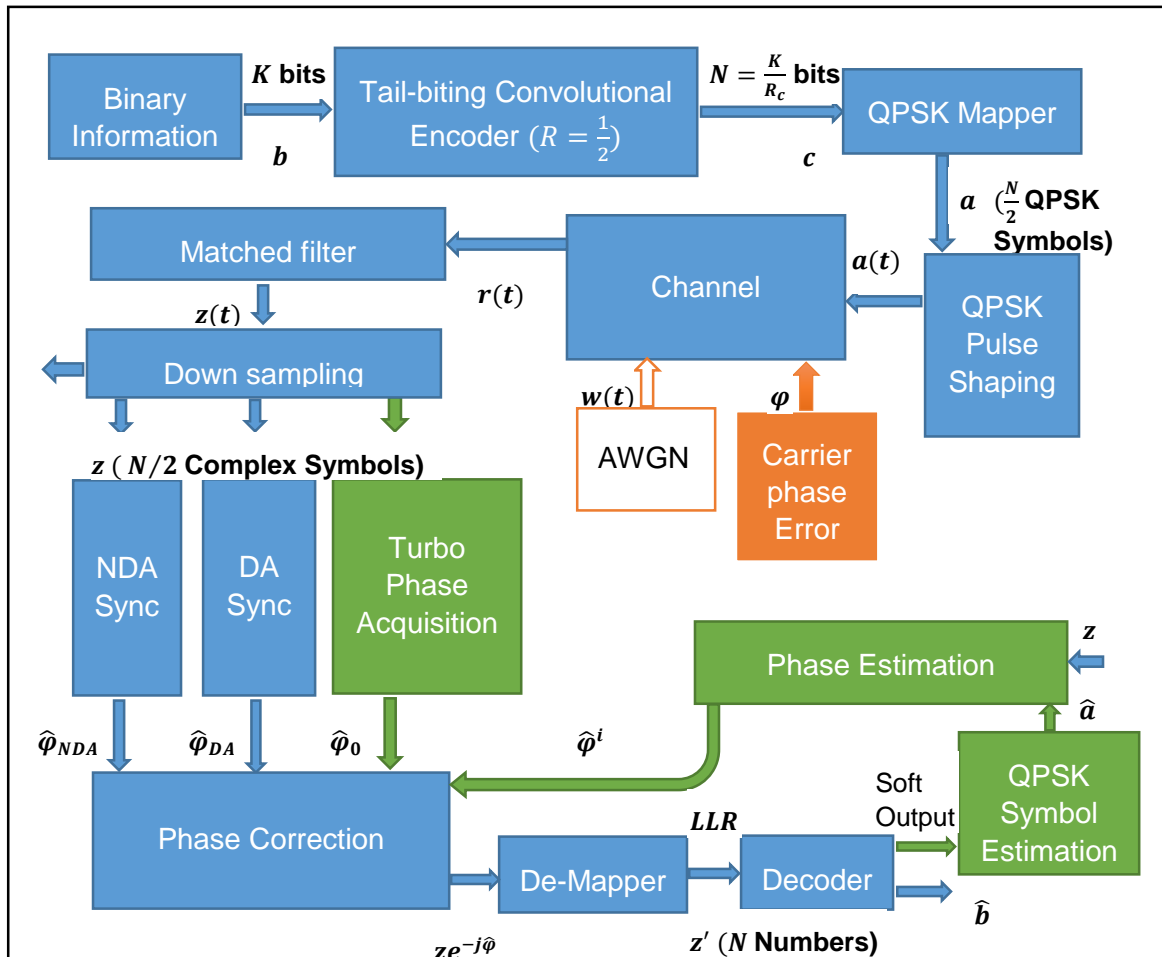 Binary
Information
K bits
b
Tail-biting Convolutional
Encoder (R = 1/2)
N = K/R_c bits
c
QPSK Mapper
a (N/2 QPSK
Symbols)
Matched filter
r(t)
Channel
a(t)
QPSK
Pulse
Shaping
z(t)
Down sampling
w(t)
φ
AWGN
Carrier
phase
Error
z ( N/2 Complex Symbols)
NDA
Sync
DA
Sync
Turbo
Phase
Acquisition
Phase Estimation
z
φ̂_NDA
φ̂_DA
φ̂_0
φ̂^i
â
Phase Correction
LLR
Soft
Output
QPSK
Symbol
Estimation
De-Mapper
Decoder
b̂
ze^{-jφ̂}
z′ (N Numbers)